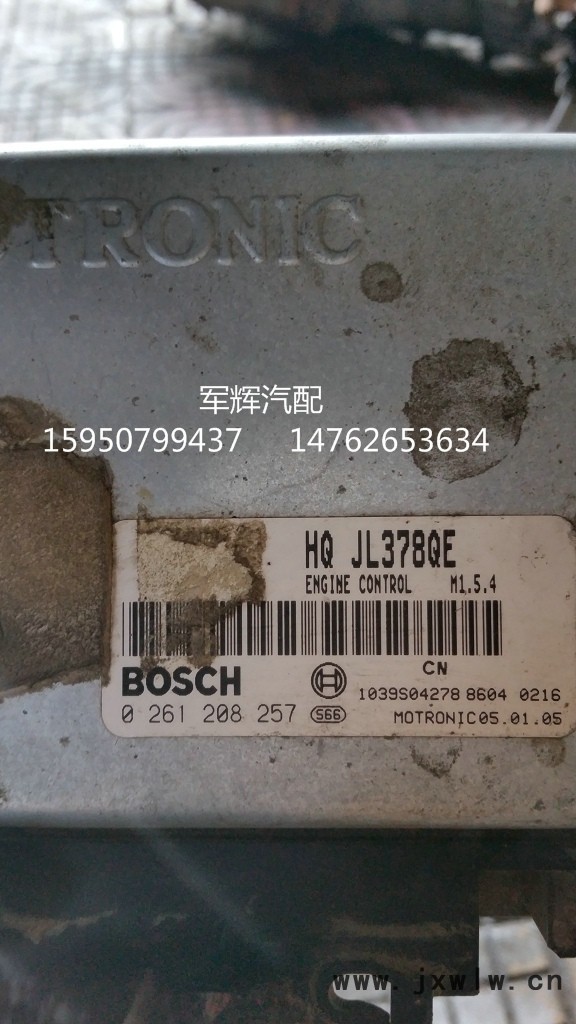 OTRONIC
军辉汽配
15950799437 14762653634
HQ JL378QE
ENGINE CONTROL M1.5.4
CN
BOSCH
1039S04278 8604 0216
0 261 208 257 S66
MOTRONIC05.01.05
www.jxwlw.cn